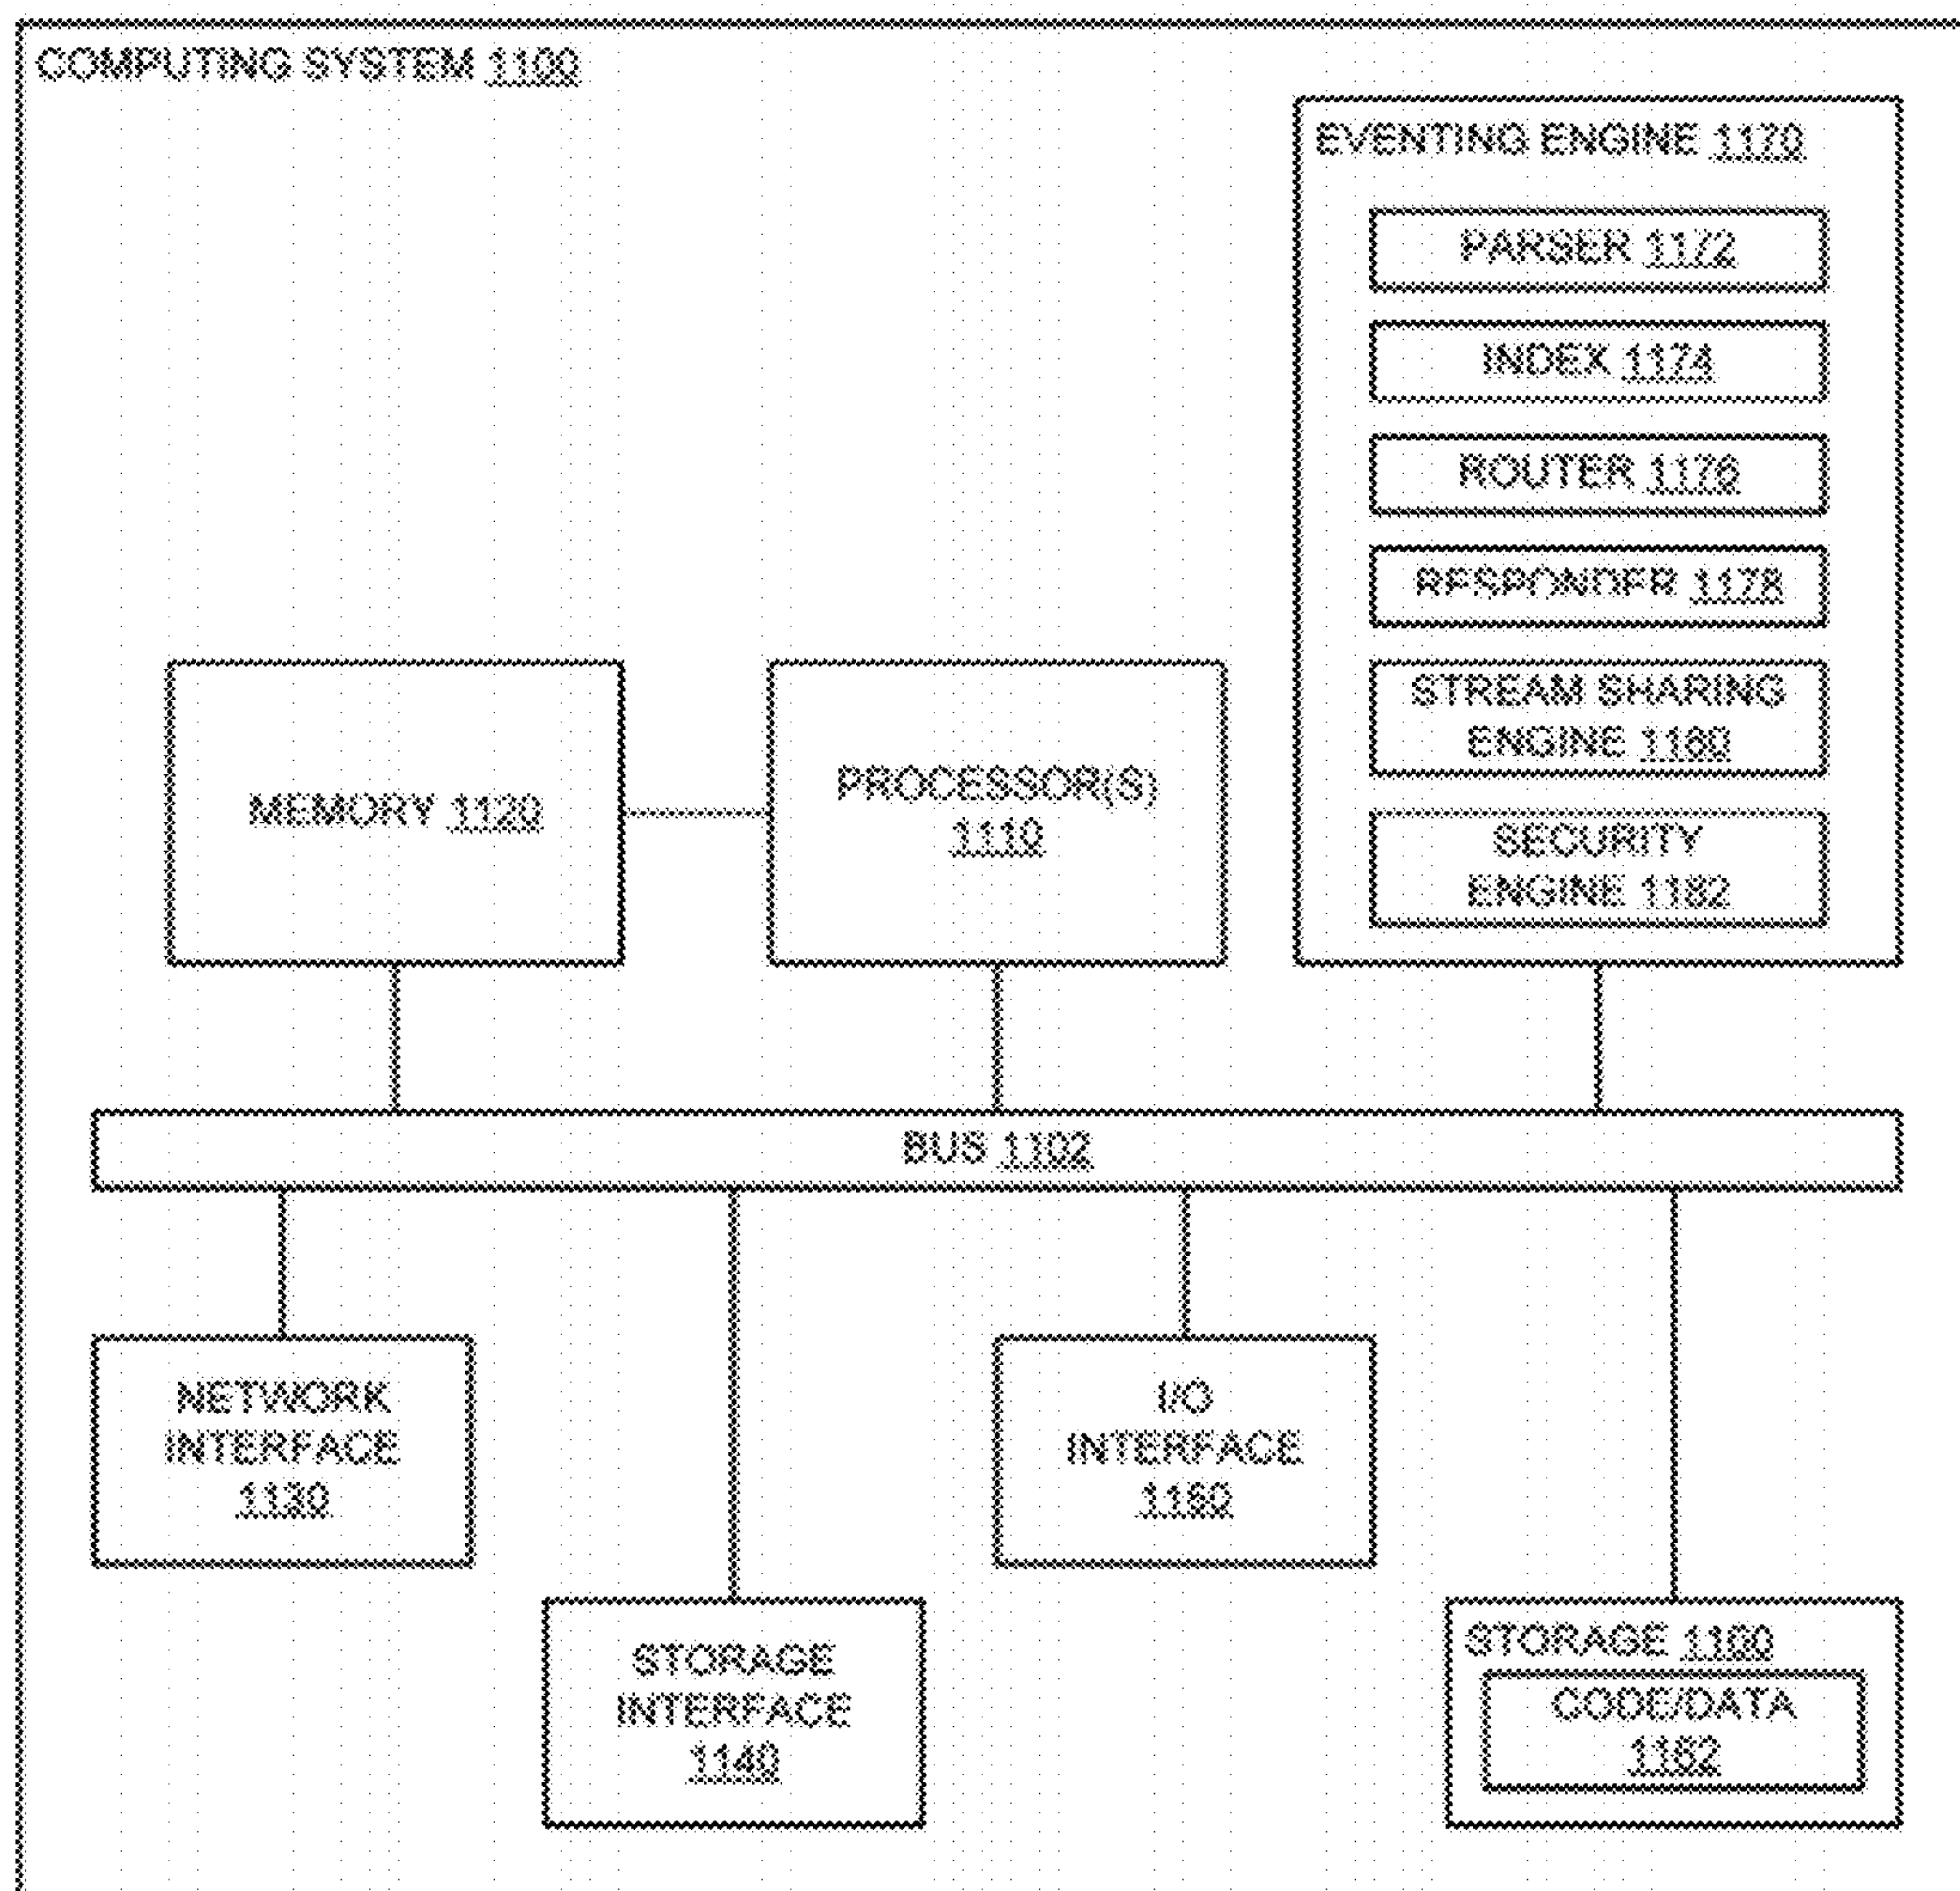 COMPUTING SYSTEM 1100
EVENTING ENGINE 1170
PARSER 1172
INDEX 1174
ROUTER 1176
RESPONDER 1178
STREAM SHARING
ENGINE 1180
SECURITY
ENGINE 1182
MEMORY 1120
PROCESSOR(S)
1110
BUS 1102
NETWORK
INTERFACE
1130
I/O
INTERFACE
1150
STORAGE
INTERFACE
1140
STORAGE 1160
CODE/DATA
1162